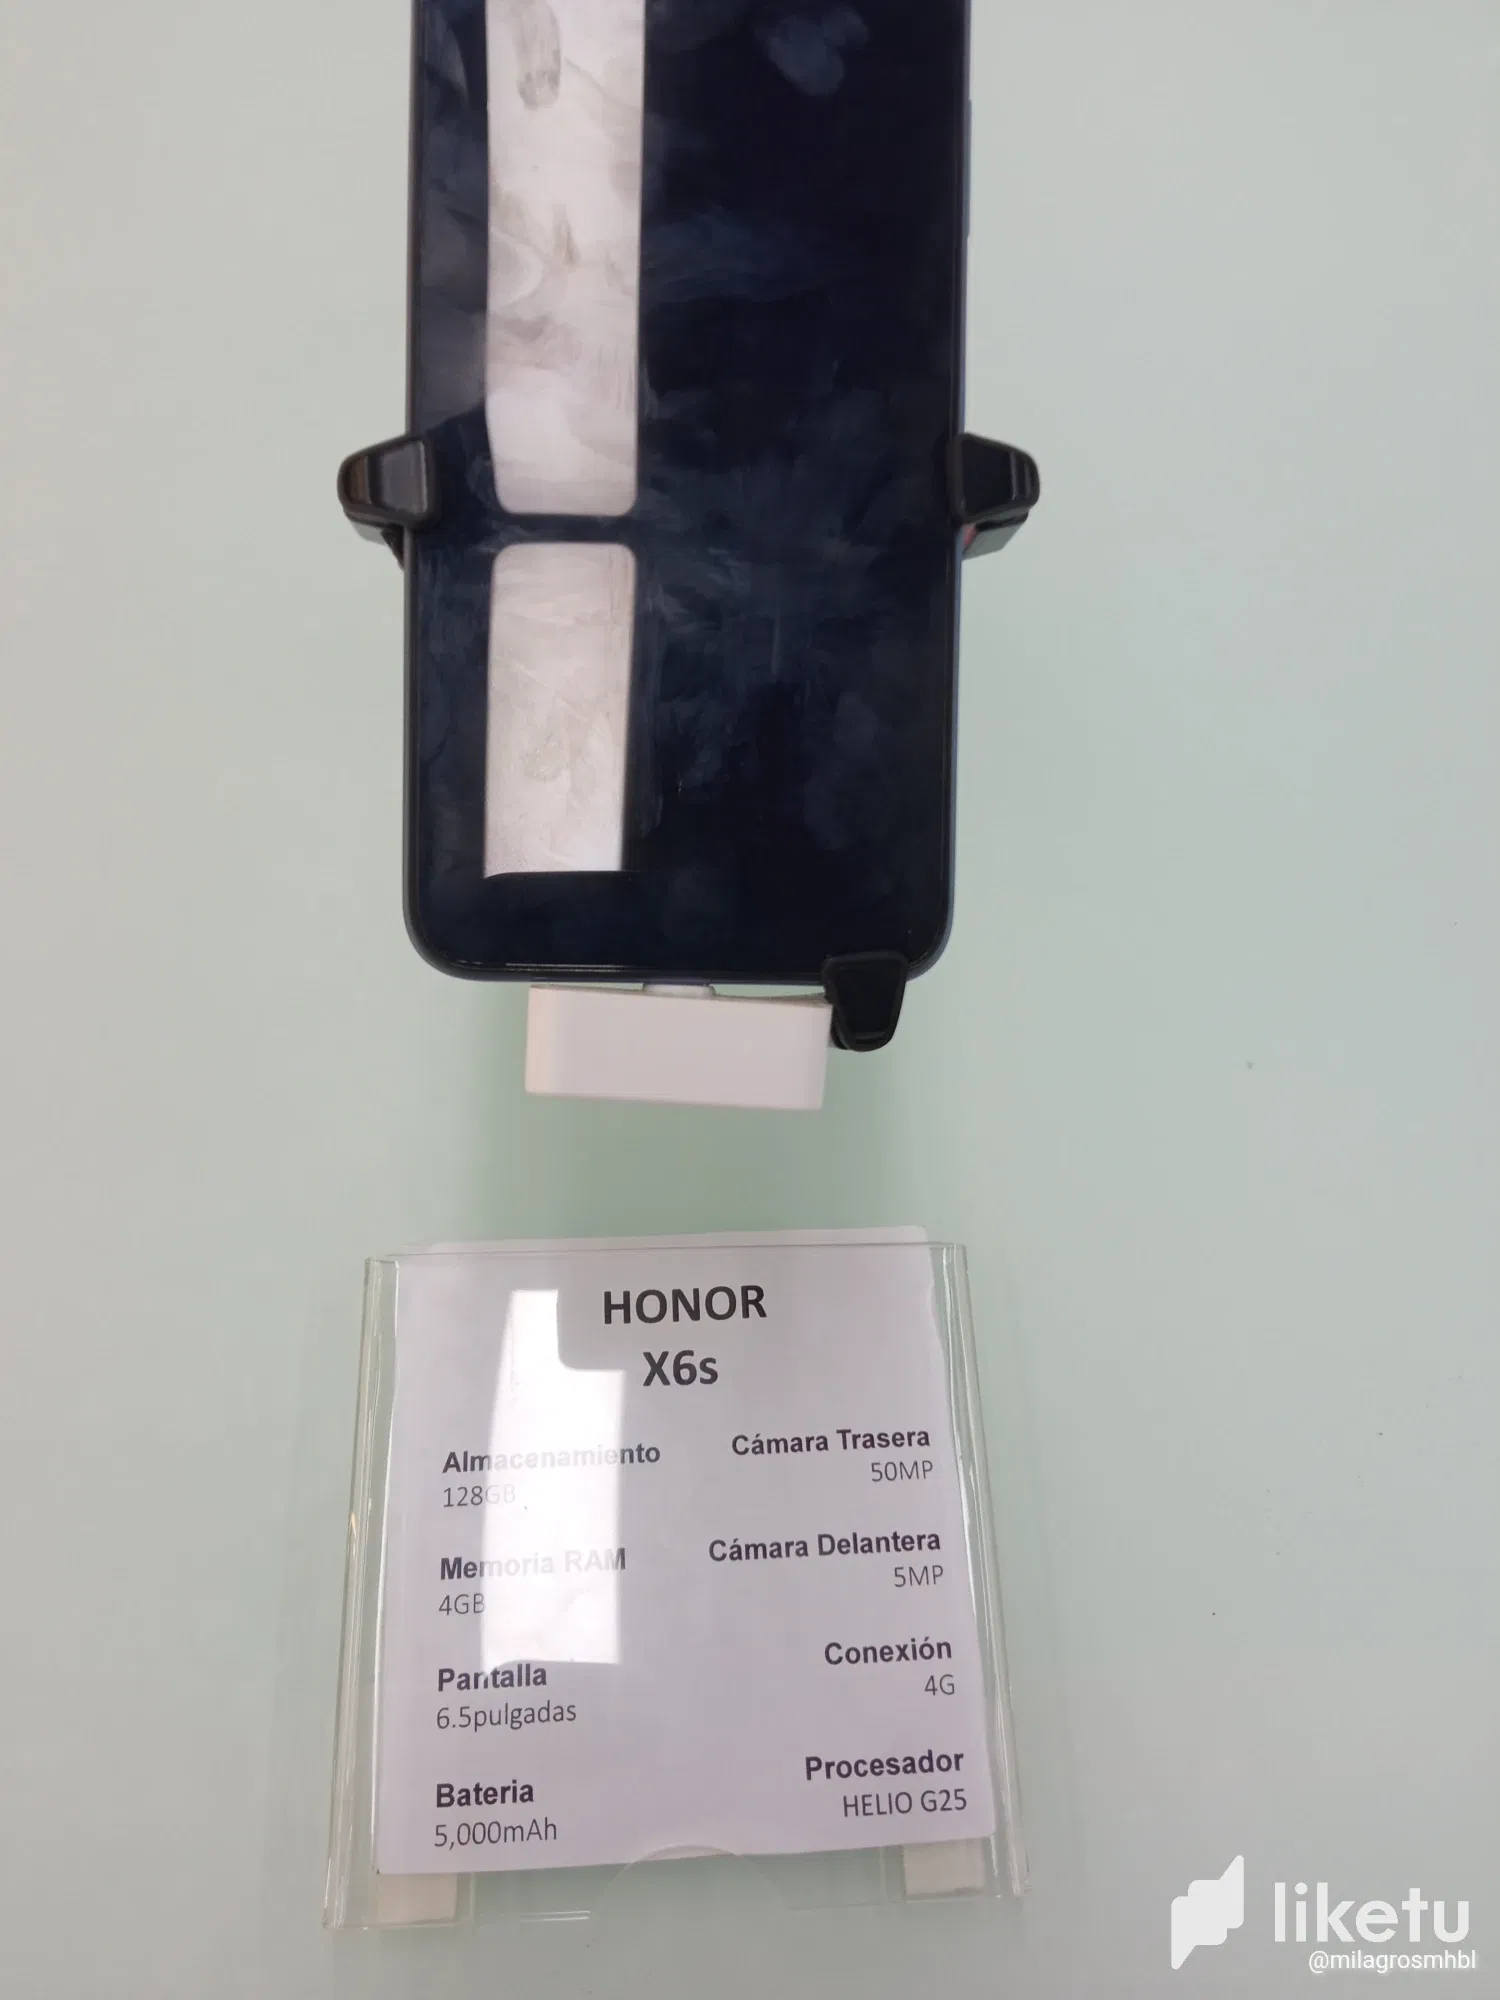 HONOR
X6s
Almacenamiento
128GB
Memoria RAM
4GB
Pantalla
6.5pulgadas
Bateria
5,000mAh
Cámara Trasera
50MP
Cámara Delantera
5MP
Conexión
4G
Procesador
HELIO G25
liketu
@milagrosmhbl